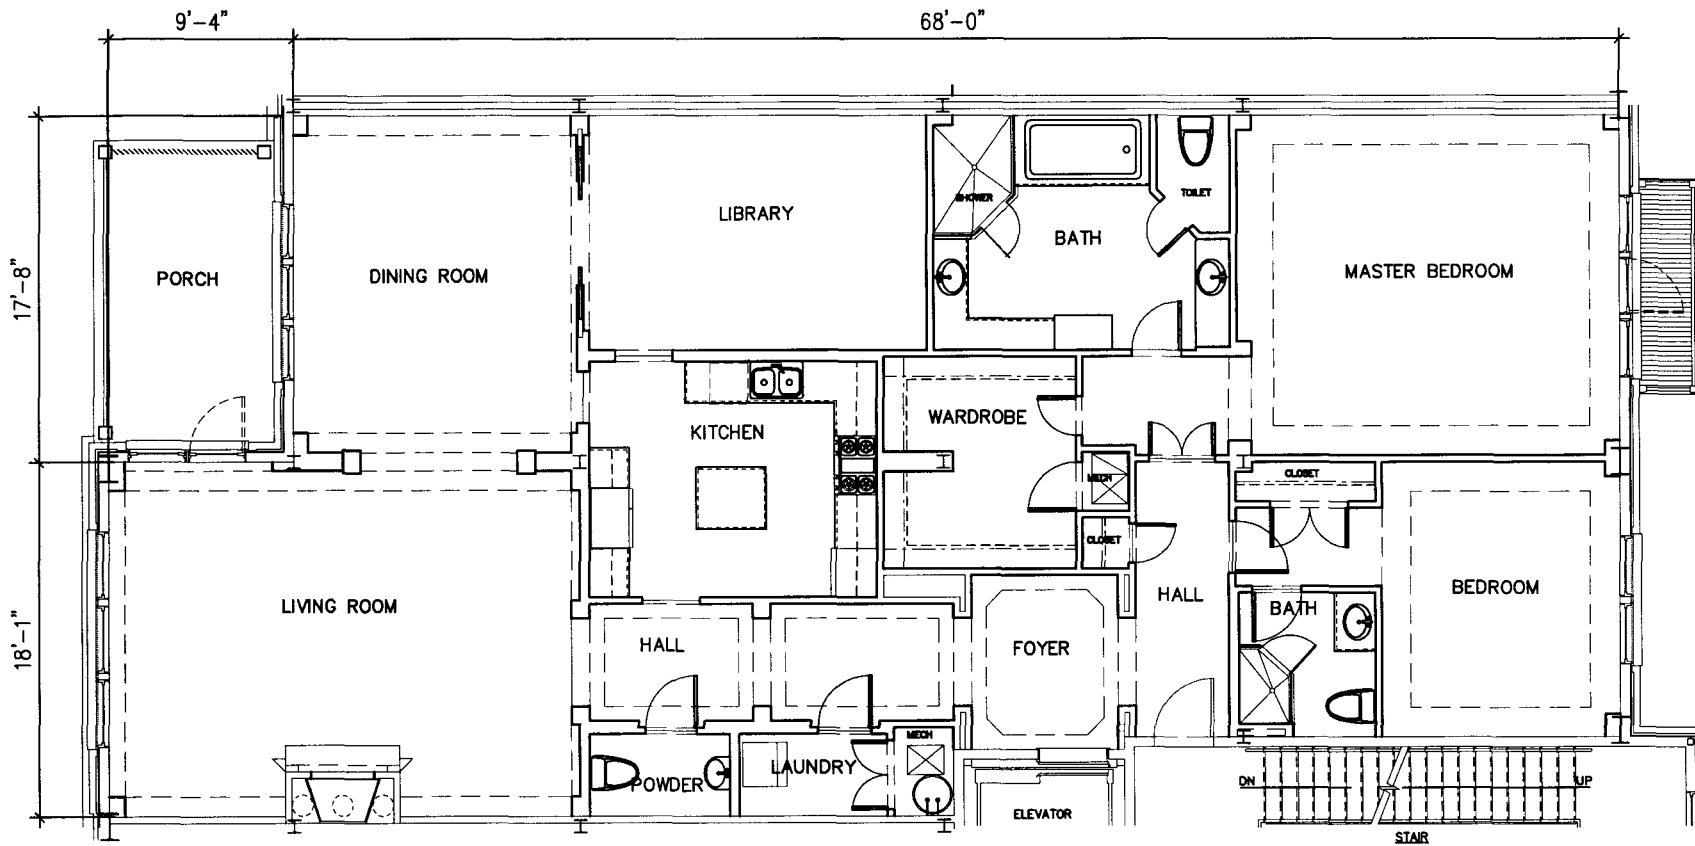 9'-4"
68'-0"
17'-8"
18'-1"
PORCH
DINING ROOM
LIBRARY
SHOWER
BATH
TOILET
MASTER BEDROOM
KITCHEN
WARDROBE
MECH
CLOSET
CLOSET
LIVING ROOM
HALL
FOYER
HALL
BATH
BEDROOM
POWDER
LAUNDRY
MECH
ELEVATOR
DN
UP
STAIR